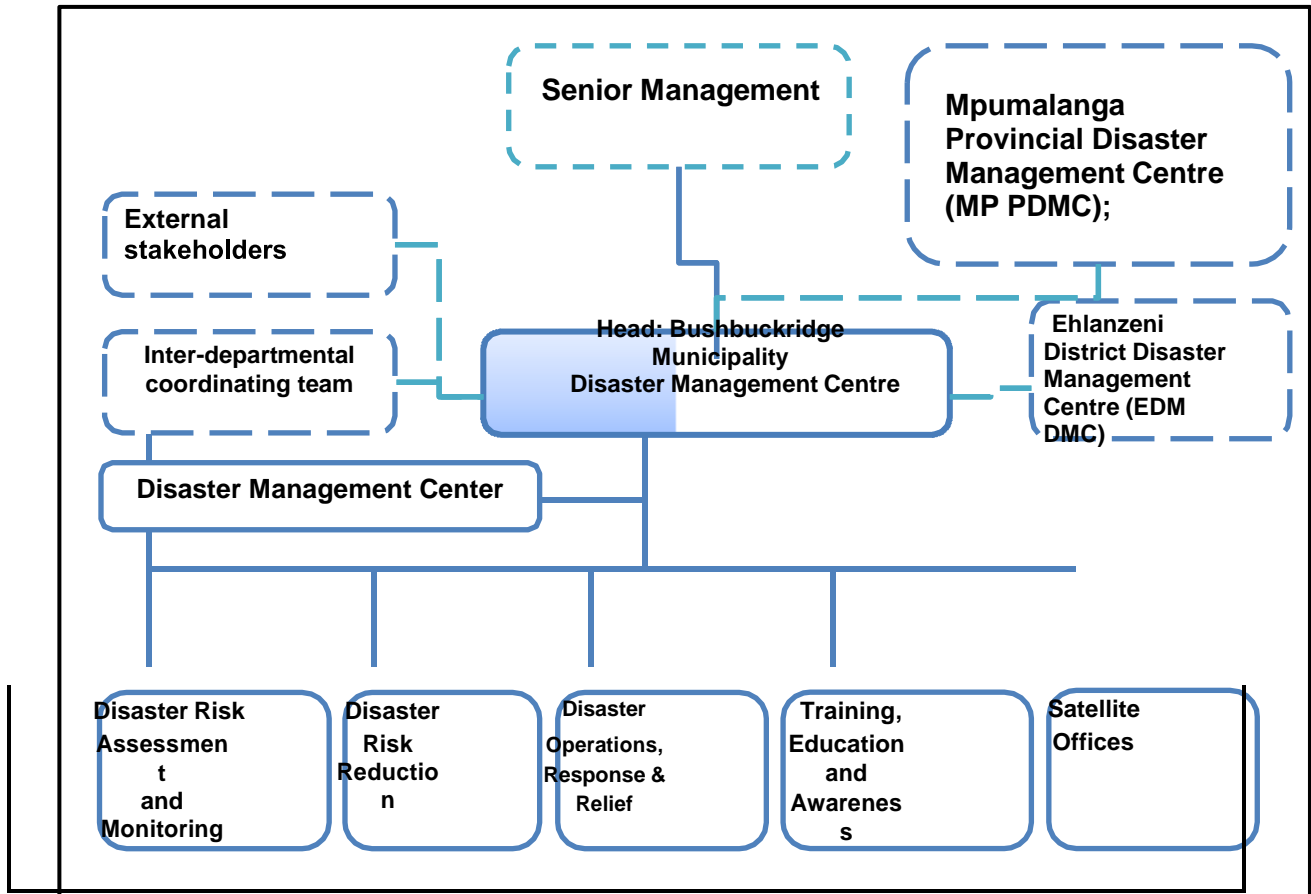 Senior Management
Mpumalanga
Provincial Disaster
Management Centre
(MP PDMC);
External
stakeholders
Inter-departmental
coordinating team
Head: Bushbuckridge
Municipality
Disaster Management Centre
Ehlanzeni
District Disaster
Management
Centre (EDM
DMC)
Disaster Management Center
Disaster Risk
Assessmen
t
and
Monitoring
Disaster
Risk
Reductio
n
Disaster
Operations,
Response &
Relief
Training,
Education
and
Awarenes
s
Satellite
Offices